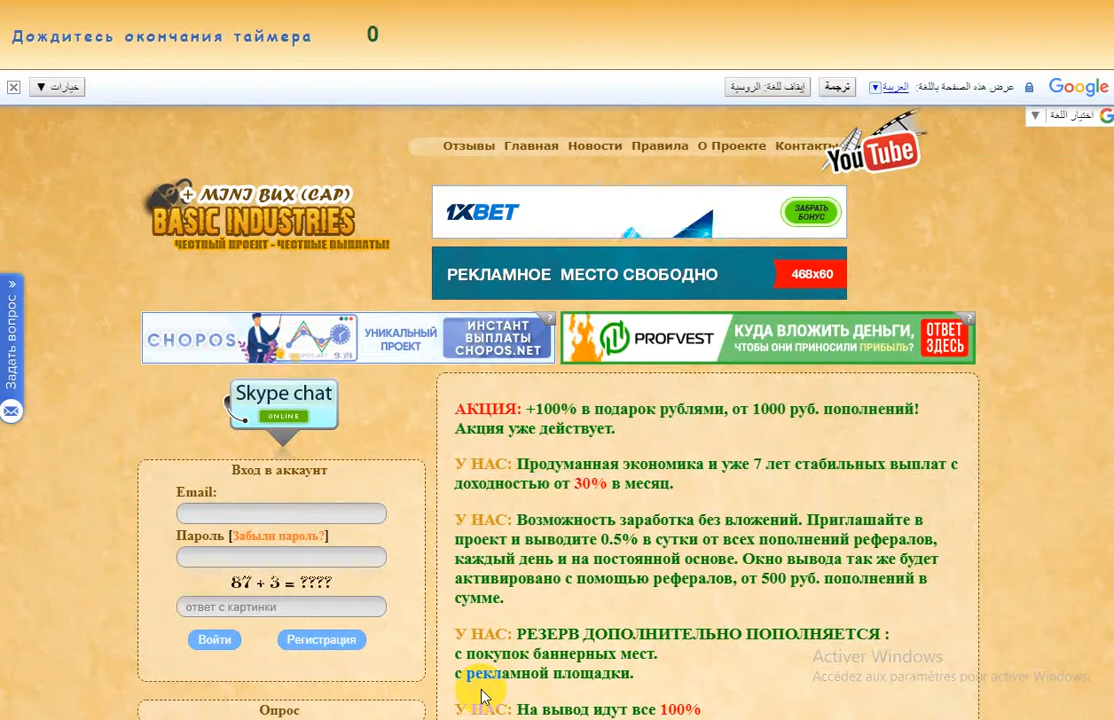 Дождитесь окончания таймера 0
خيارات ▼
إيقاف للغة: الروسية
ترجمة
عرض هذه الصفحة باللغة: العربية
Google
اختيار اللغة ▼
Отзывы Главная Новости Правила О Проекте Контакты
YouTube
+ MINI BUX (CAP)
BASIC INDUSTRIES
ЧЕСТНЫЙ ПРОЕКТ - ЧЕСТНЫЕ ВЫПЛАТЫ!
1XBET
ЗАБРАТЬ
БОНУС
РЕКЛАМНОЕ МЕСТО СВОБОДНО 468x60
CHOPOS
УНИКАЛЬНЫЙ
ПРОЕКТ
ИНСТАНТ
ВЫПЛАТЫ
CHOPOS.NET
?
PROFVEST
КУДА ВЛОЖИТЬ ДЕНЬГИ,
ЧТОБЫ ОНИ ПРИНОСИЛИ ПРИБЫЛЬ?
ОТВЕТ
ЗДЕСЬ
?
Задать вопрос »
Skype chat
ONLINE
Вход в аккаунт
Email:
Пароль [Забыли пароль?]
87 + 3 = ????
ответ с картинки
Войти Регистрация
Опрос
АКЦИЯ: +100% в подарок рублями, от 1000 руб. пополнений!
Акция уже действует.
У НАС: Продуманная экономика и уже 7 лет стабильных выплат с
доходностью от 30% в месяц.
У НАС: Возможность заработка без вложений. Приглашайте в
проект и выводите 0.5% в сутки от всех пополнений рефералов,
каждый день и на постоянной основе. Окно вывода так же будет
активировано с помощью рефералов, от 500 руб. пополнений в
сумме.
У НАС: РЕЗЕРВ ДОПОЛНИТЕЛЬНО ПОПОЛНЯЕТСЯ :
с покупок баннерных мест.
с рекламной площадки.
У НАС: На вывод идут все 100%
Activer Windows
Accédez aux paramètres pour activer Windows.